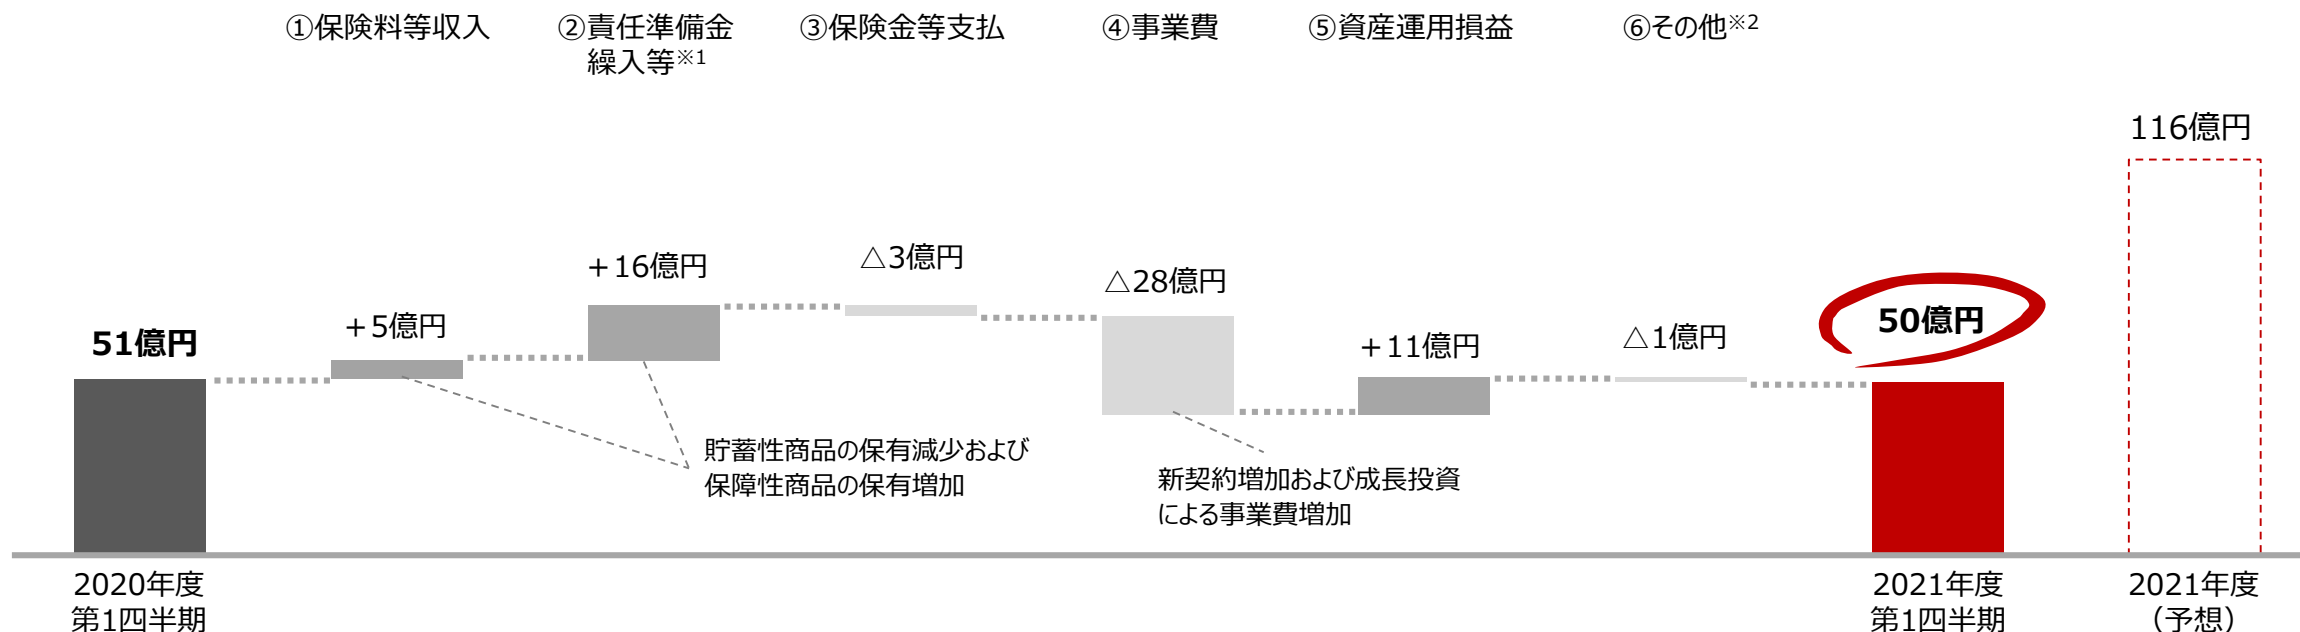 ①保険料等収入
②責任準備金
繰入等※1
③保険金等支払
④事業費
⑤資産運用損益
⑥その他※2
116億円
＋16億円
△3億円
△28億円
51億円
＋5億円
＋11億円
△1億円
50億円
貯蓄性商品の保有減少および
保障性商品の保有増加
新契約増加および成長投資
による事業費増加
2020年度
第1四半期
2021年度
第1四半期
2021年度
（予想）